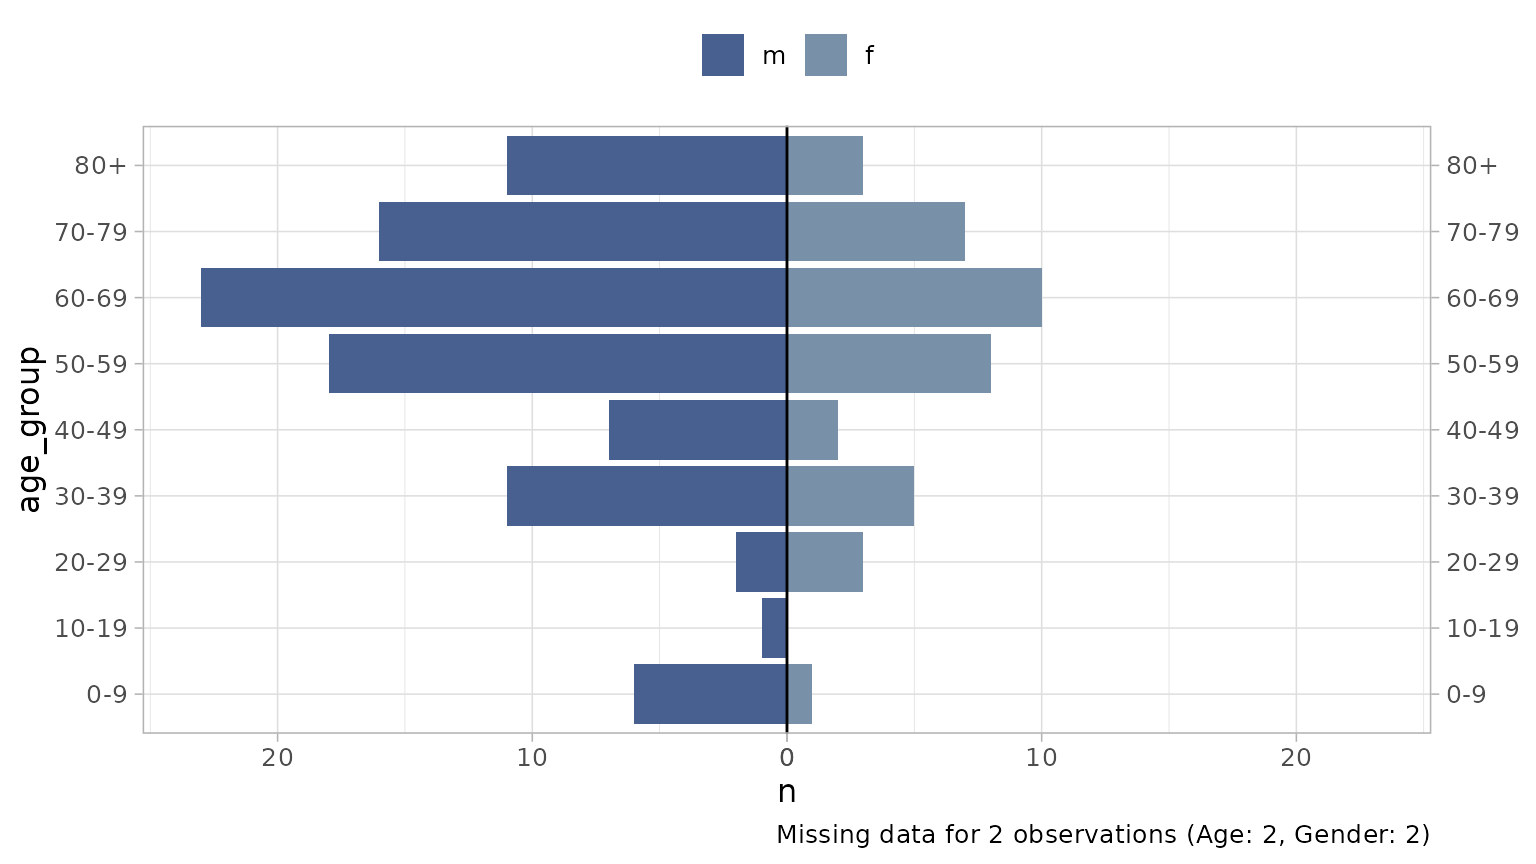 m f
80+ 80+
70-79 70-79
60-69 60-69
50-59 50-59
40-49 40-49
30-39 30-39
20-29 20-29
10-19 10-19
0-9 0-9
age_group
20 10 0 10 20
n
Missing data for 2 observations (Age: 2, Gender: 2)